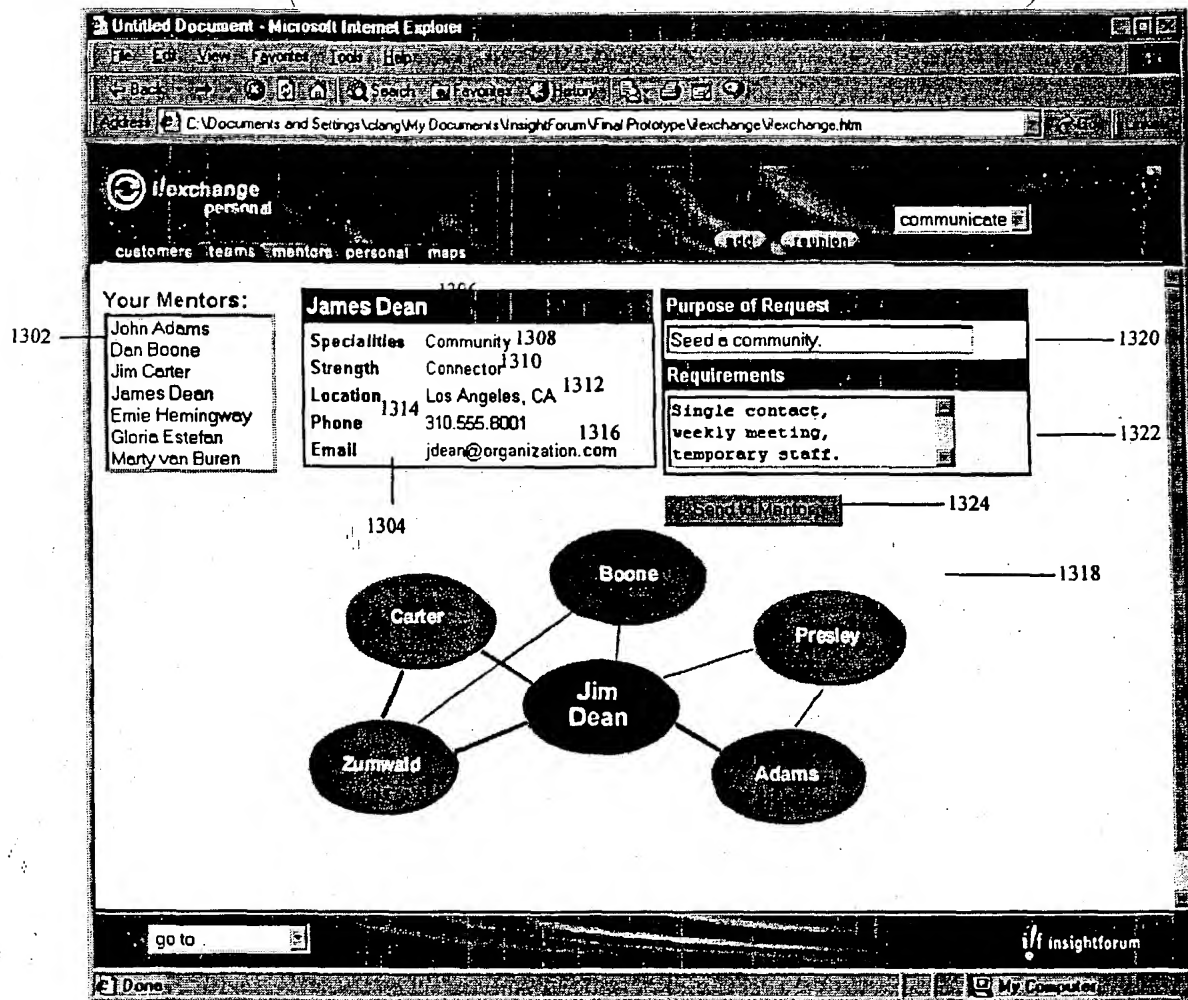 Untitled Document - Microsoft Internet Explorer
File Edit View Favorites Tools Help
Back Search Favorites History
Address C:\Documents and Settings\clang\My Documents\InsightForum\Final Prototype\iexchange\iexchange.htm
i/exchange
personal
communicate
add reunion
customers teams mentors personal maps
Your Mentors:
John Adams
Dan Boone
Jim Carter
James Dean
Ernie Hemingway
Gloria Estefan
Marty van Buren
1302
1306
James Dean
Specialities Community 1308
Strength Connector 1310
Location Los Angeles, CA 1312
1314
Phone 310.555.8001
1316
Email jdean@organization.com
1304
Purpose of Request
Seed a community.
1320
Requirements
Single contact,
weekly meeting,
temporary staff.
1322
Send to Mentor
1324
1318
Boone
Carter
Presley
Jim
Dean
Zumwald
Adams
go to
i/f insightforum
Done
My Computer